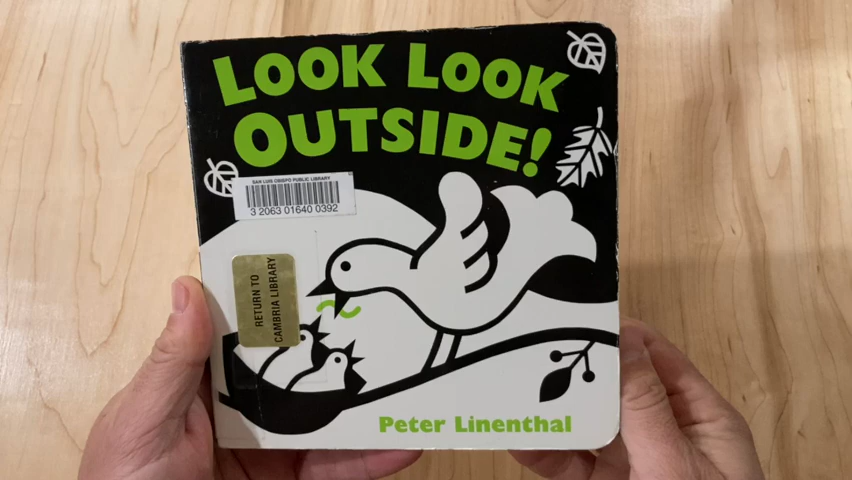 LOOK LOOK
OUTSIDE!
SAN LUIS OBISPO PUBLIC LIBRARY
3 2063 01640 0392
RETURN TO
CAMBRIA LIBRARY
Peter Linenthal